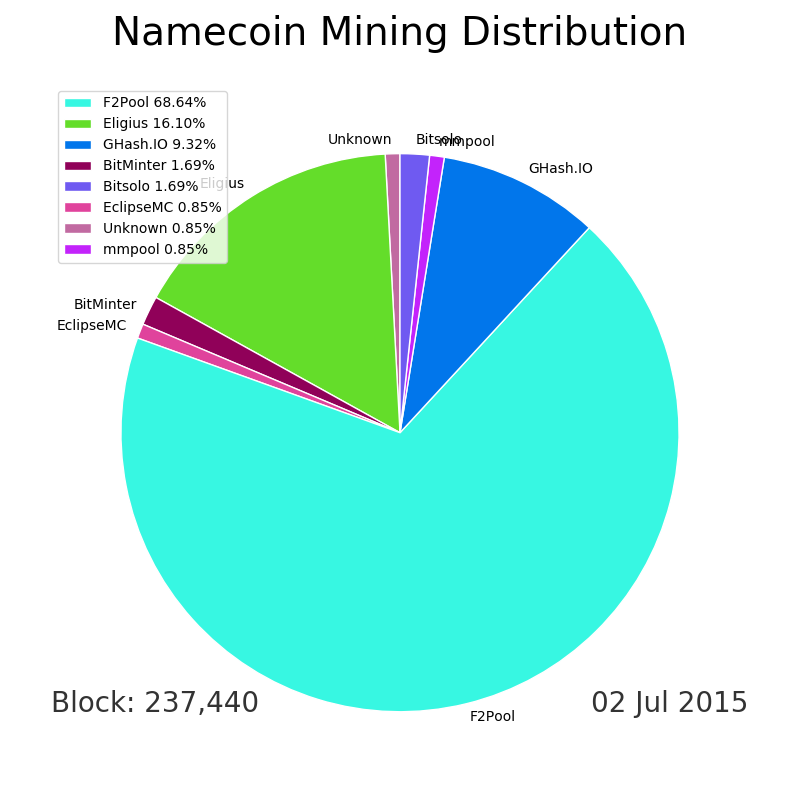 Namecoin Mining Distribution
F2Pool 68.64%
Eligius 16.10%
GHash.IO 9.32%
BitMinter 1.69%
Bitsolo 1.69%
EclipseMC 0.85%
Unknown 0.85%
mmpool 0.85%
Unknown
Bitsolo
mmpool
GHash.IO
Eligius
BitMinter
EclipseMC
F2Pool
Block: 237,440
02 Jul 2015